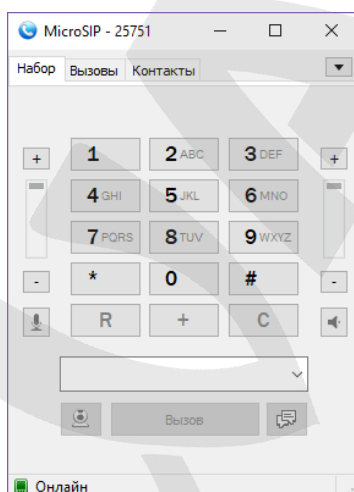 MicroSIP - 25751
Набор Вызовы Контакты
+ 1 2 ABC 3 DEF +
4 GHI 5 JKL 6 MNO
7 PQRS 8 TUV 9 WXYZ
- * 0 # -
R + C
Вызов
Онлайн